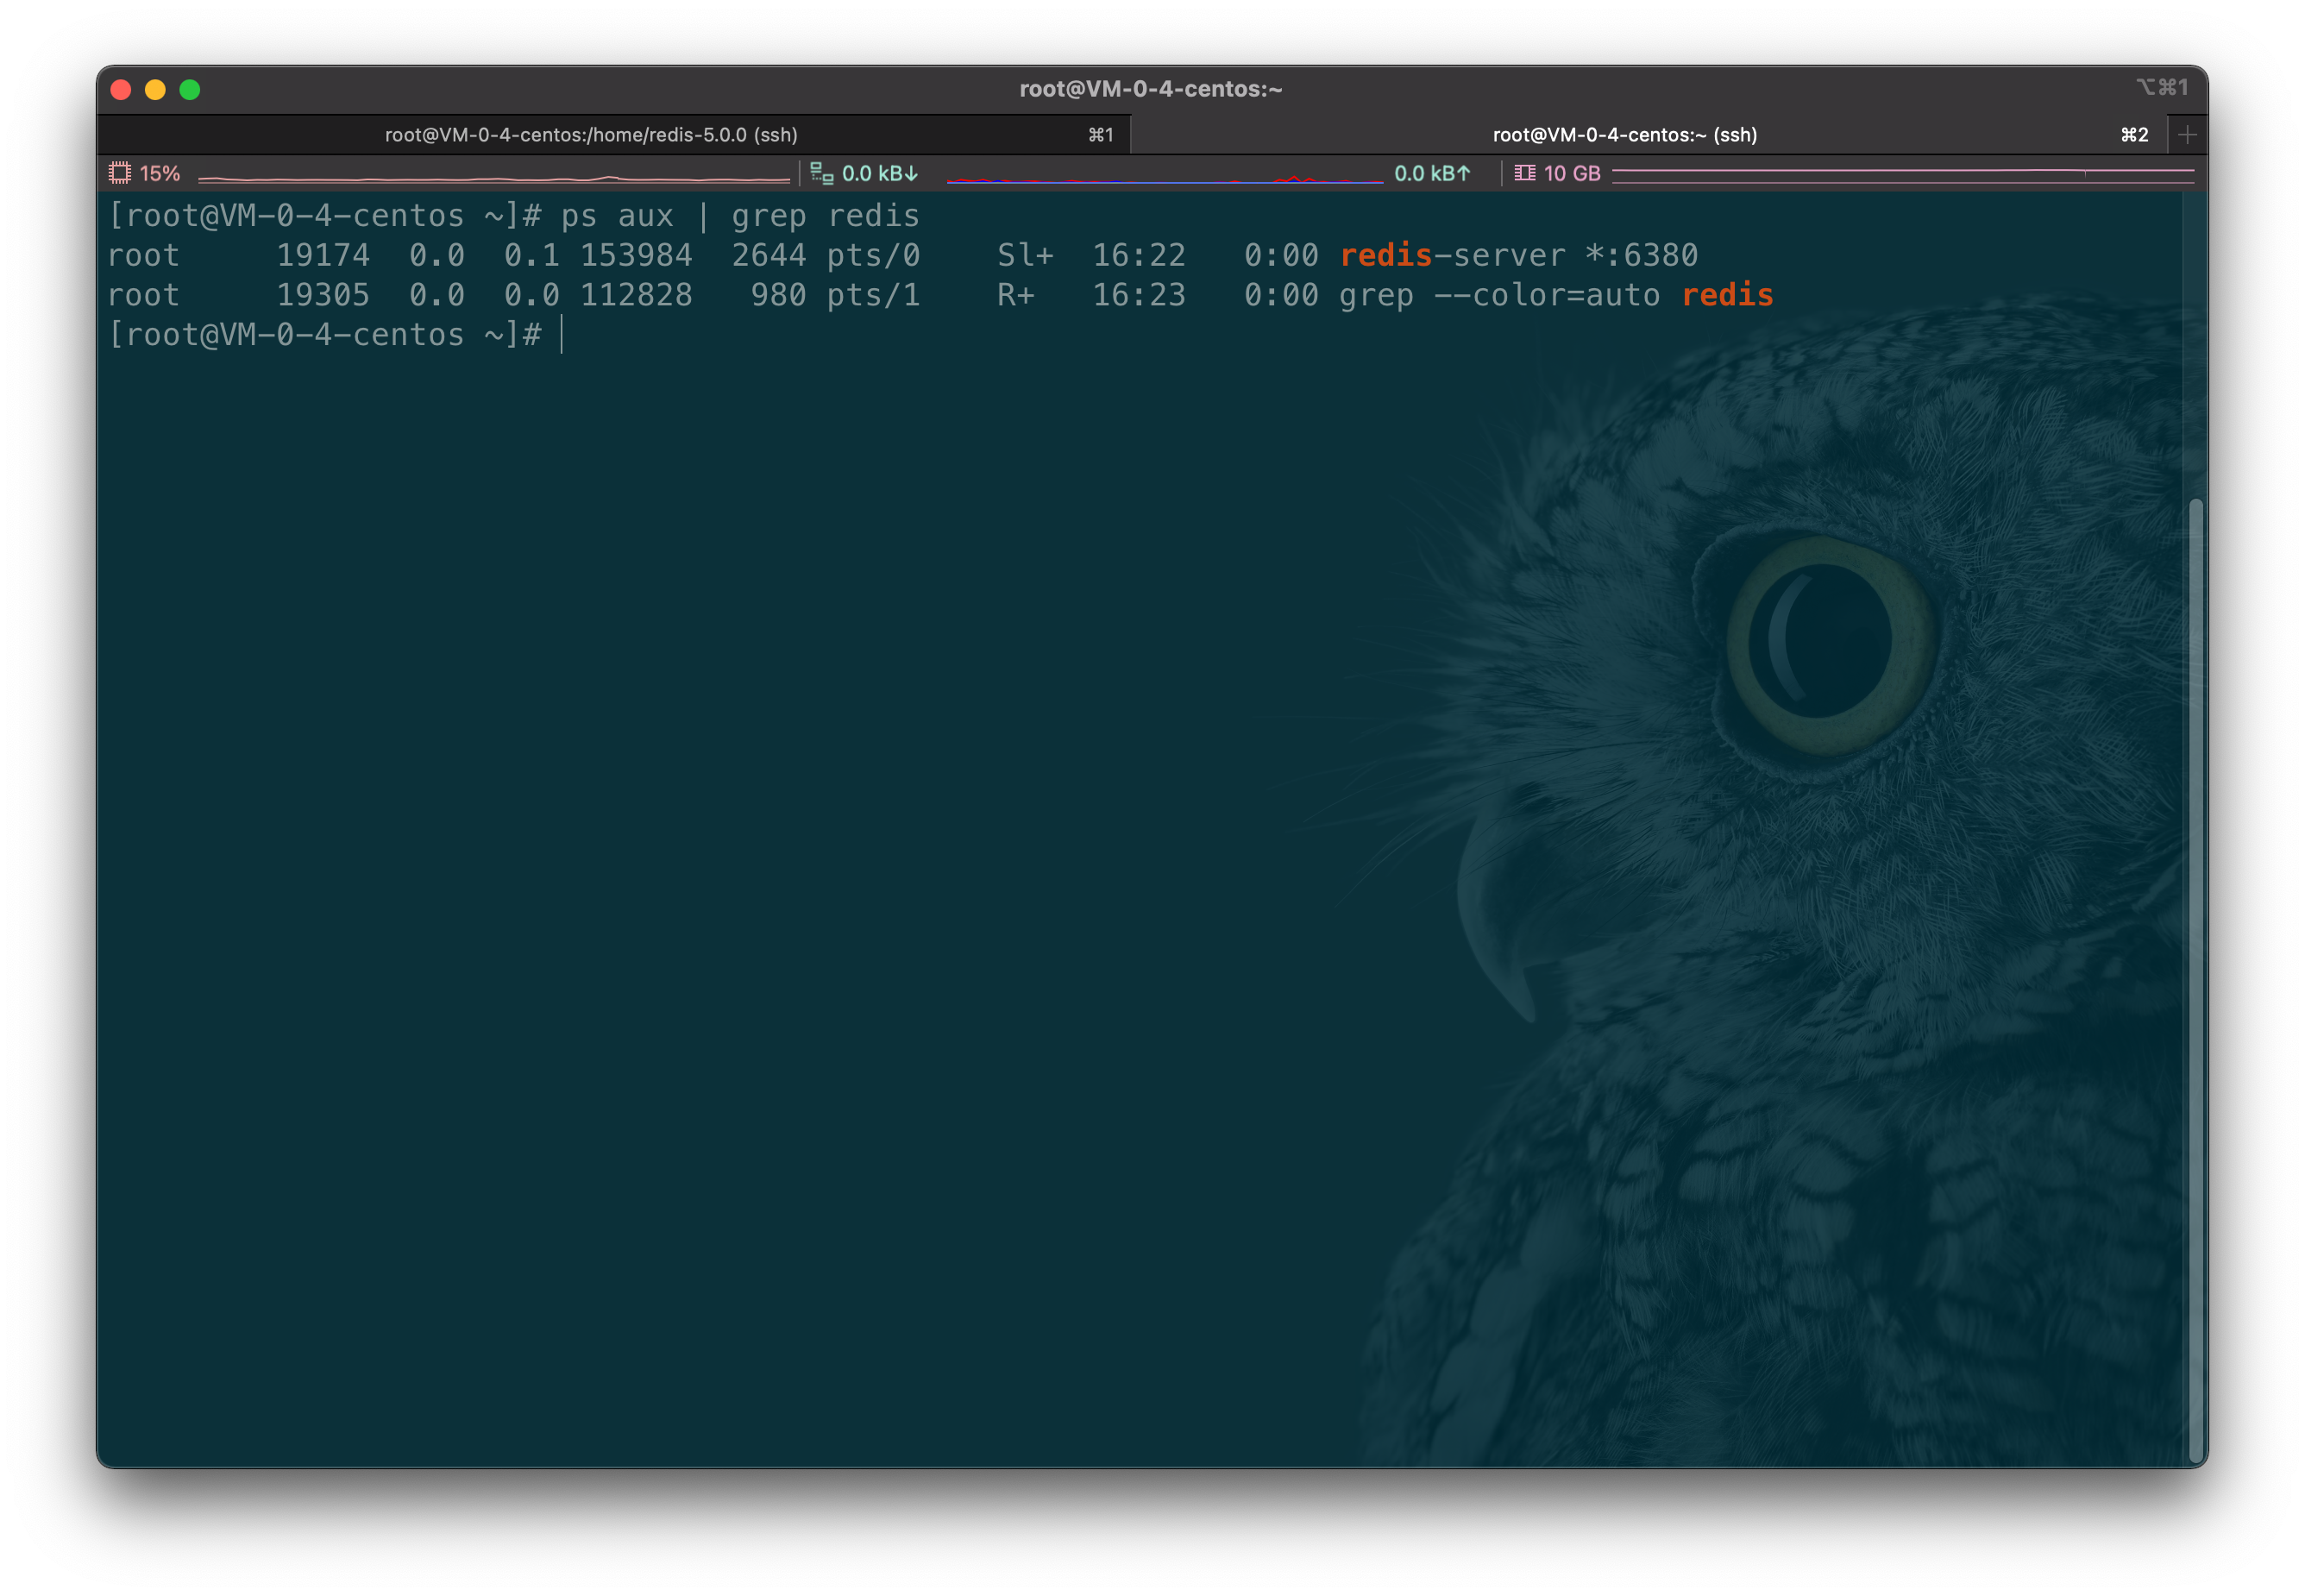 root@VM-0-4-centos:~
⌥⌘1
root@VM-0-4-centos:/home/redis-5.0.0 (ssh) ⌘1 root@VM-0-4-centos:~ (ssh) ⌘2 +
15% 0.0 kB↓ 0.0 kB↑ 10 GB
[root@VM-0-4-centos ~]# ps aux | grep redis
root     19174  0.0  0.1 153984  2644 pts/0    Sl+  16:22   0:00 redis-server *:6380
root     19305  0.0  0.0 112828   980 pts/1    R+   16:23   0:00 grep --color=auto redis
[root@VM-0-4-centos ~]#